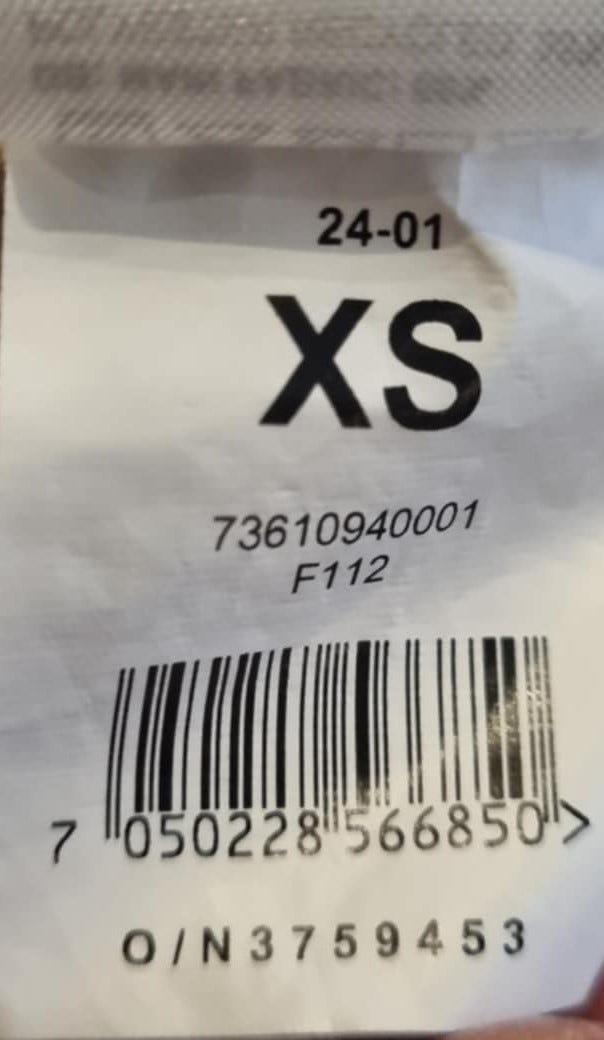 24-01
XS
73610940001
F112
7 050228 566850 >
O/N3759453